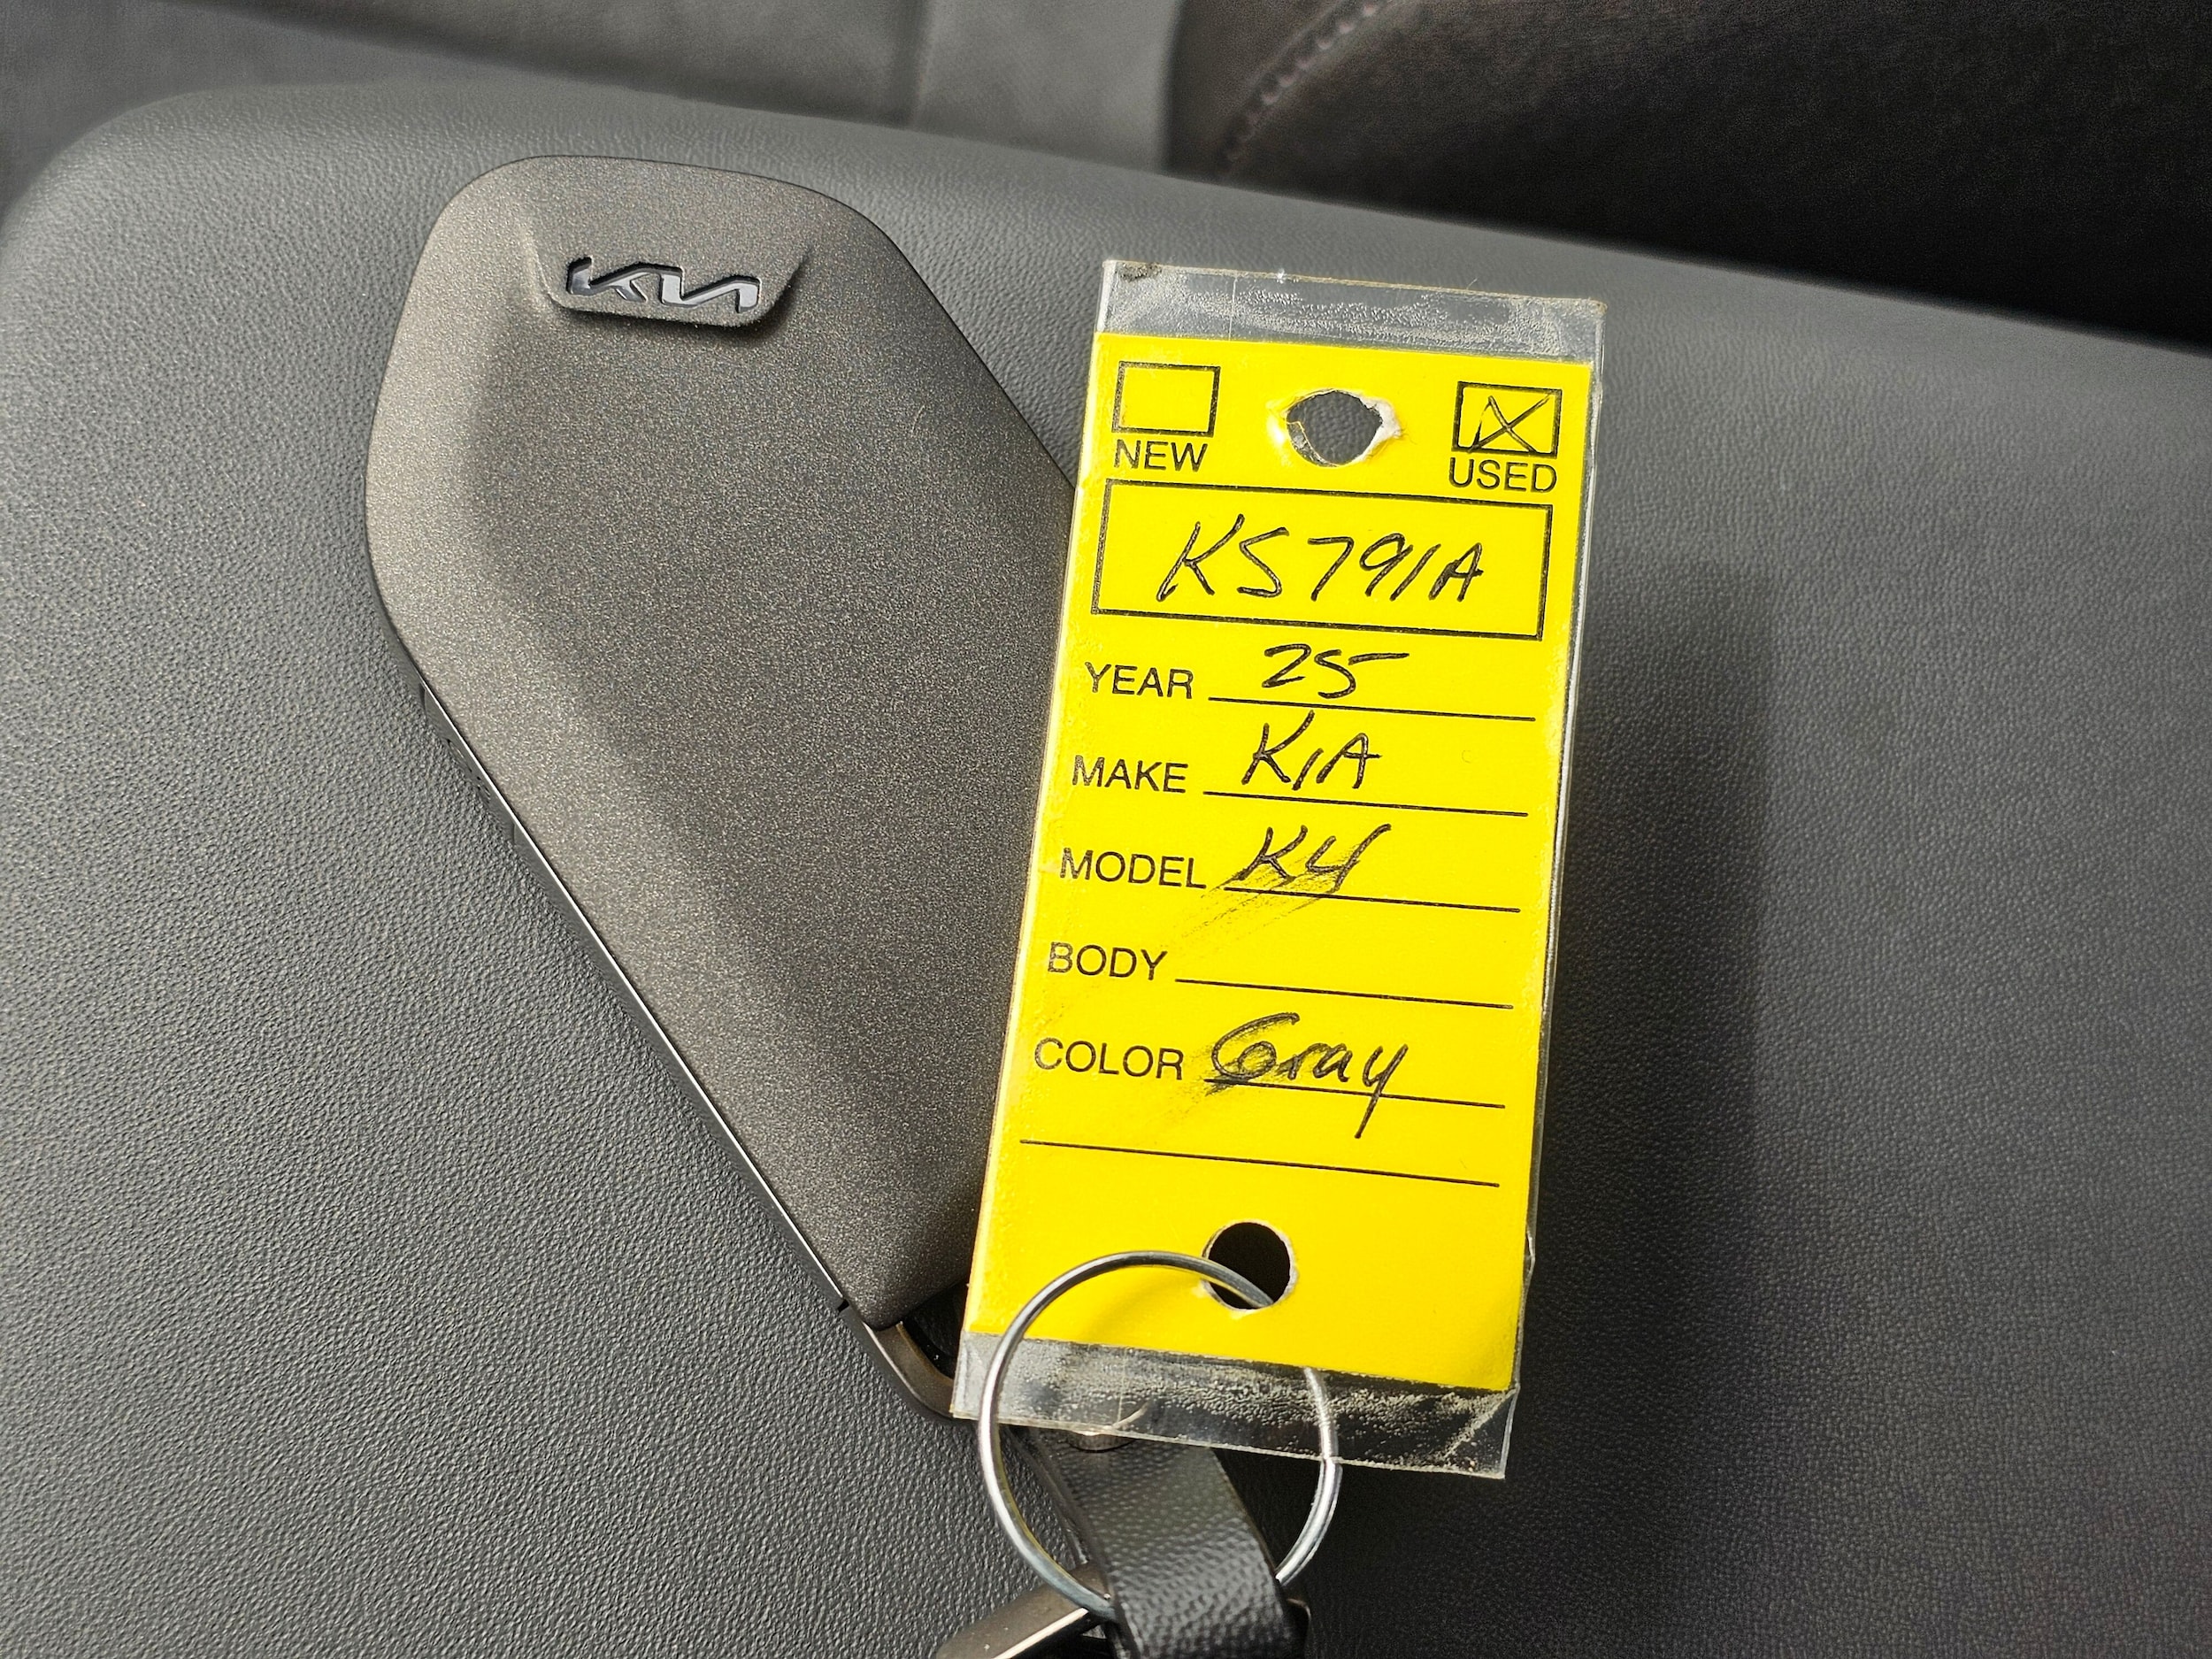 KIA
NEW USED
KS791A
YEAR 25
MAKE KIA
MODEL K4
BODY
COLOR Gray